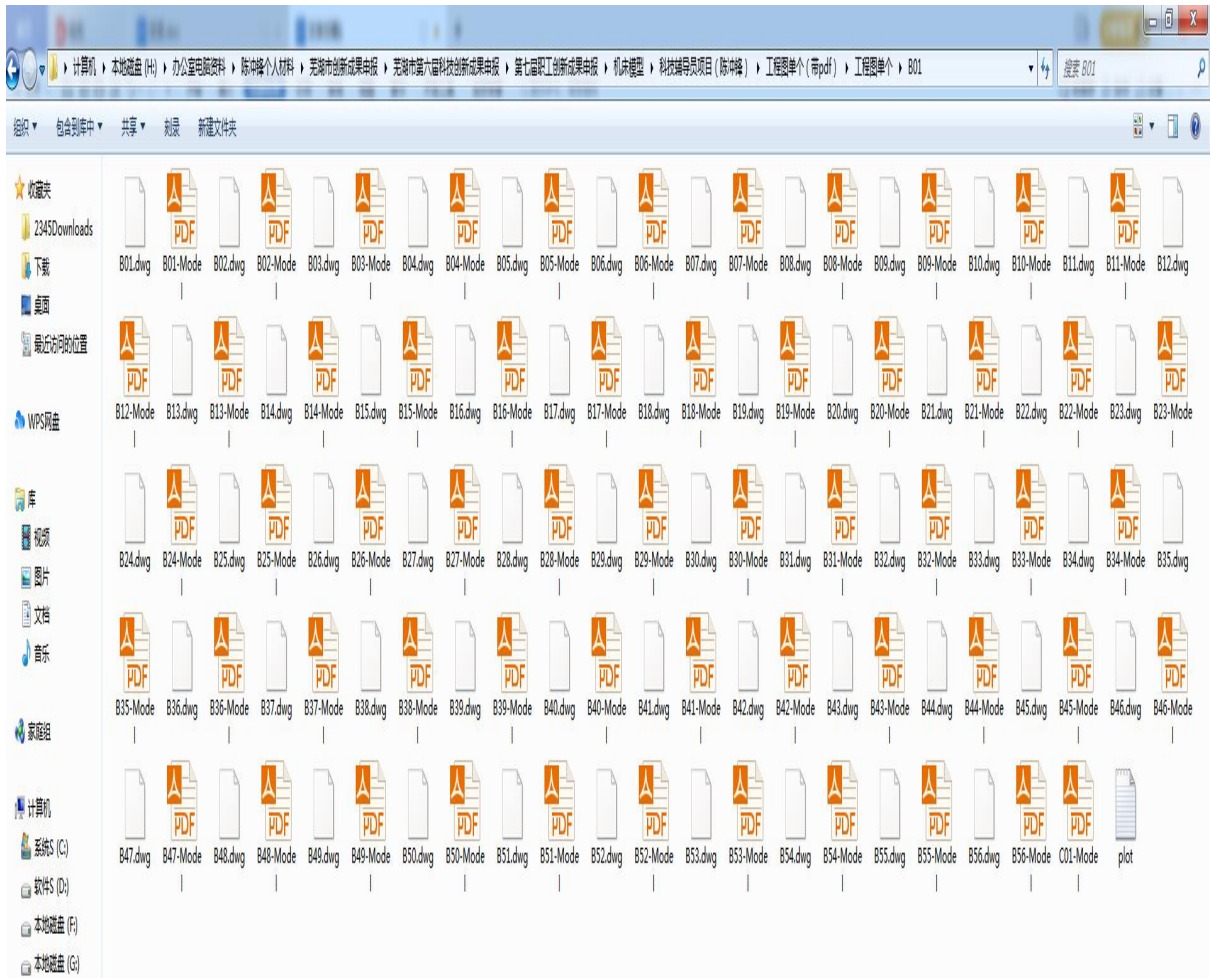 计算机 ▸ 本地磁盘 (H:) ▸ 办公室电脑资料 ▸ 陈冲锋个人材料 ▸ 芜湖市创新成果申报 ▸ 芜湖市第六届科技创新成果申报 ▸ 第七届职工创新成果申报 ▸ 机床模型 ▸ 科技辅导员项目 ( 陈冲锋 ) ▸ 工程图单个 ( 带pdf ) ▸ 工程图单个 ▸ B01
搜索 B01
组织 包含到库中 共享 刻录 新建文件夹
收藏夹
2345Downloads
下载
桌面
最近访问的位置
WPS网盘
库
视频
图片
文档
音乐
家庭组
计算机
系统S (C:)
软件S (D:)
本地磁盘 (F:)
本地磁盘 (G:)
B01.dwg B01-Model B02.dwg B02-Model B03.dwg B03-Model B04.dwg B04-Model B05.dwg B05-Model B06.dwg B06-Model B07.dwg B07-Model B08.dwg B08-Model B09.dwg B09-Model B10.dwg B10-Model B11.dwg B11-Model B12.dwg
B12-Model B13.dwg B13-Model B14.dwg B14-Model B15.dwg B15-Model B16.dwg B16-Model B17.dwg B17-Model B18.dwg B18-Model B19.dwg B19-Model B20.dwg B20-Model B21.dwg B21-Model B22.dwg B22-Model B23.dwg B23-Model
B24.dwg B24-Model B25.dwg B25-Model B26.dwg B26-Model B27.dwg B27-Model B28.dwg B28-Model B29.dwg B29-Model B30.dwg B30-Model B31.dwg B31-Model B32.dwg B32-Model B33.dwg B33-Model B34.dwg B34-Model B35.dwg
B35-Model B36.dwg B36-Model B37.dwg B37-Model B38.dwg B38-Model B39.dwg B39-Model B40.dwg B40-Model B41.dwg B41-Model B42.dwg B42-Model B43.dwg B43-Model B44.dwg B44-Model B45.dwg B45-Model B46.dwg B46-Model
B47.dwg B47-Model B48.dwg B48-Model B49.dwg B49-Model B50.dwg B50-Model B51.dwg B51-Model B52.dwg B52-Model B53.dwg B53-Model B54.dwg B54-Model B55.dwg B55-Model B56.dwg B56-Model C01-Model plot